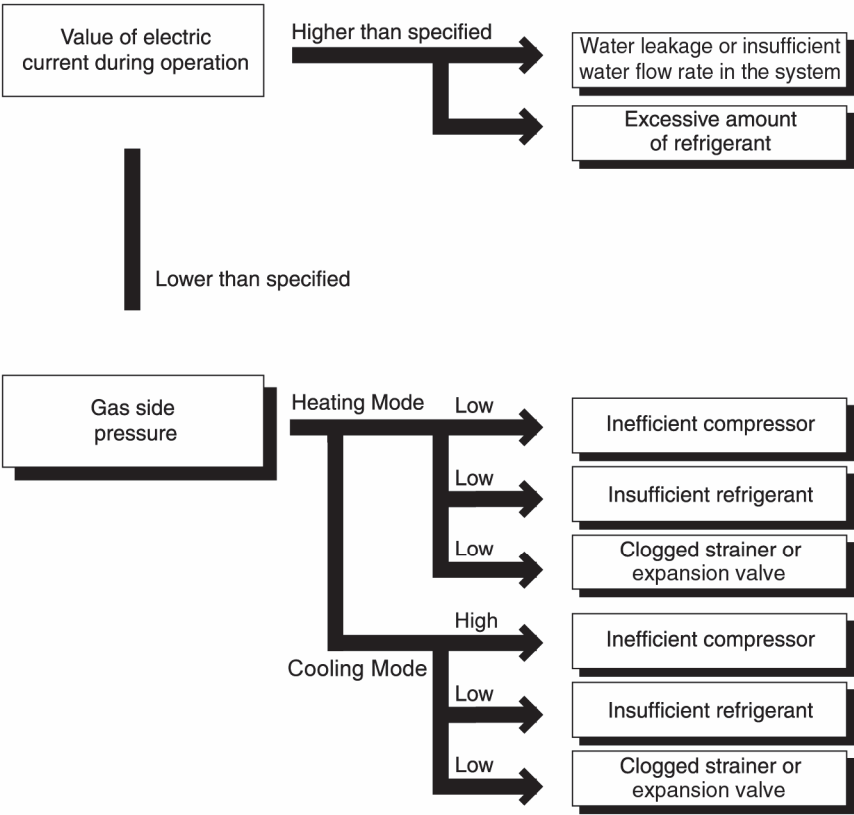 Value of electric
current during operation
Higher than specified
Water leakage or insufficient
water flow rate in the system
Excessive amount
of refrigerant
Lower than specified
Gas side
pressure
Heating Mode
Low
Inefficient compressor
Low
Insufficient refrigerant
Low
Clogged strainer or
expansion valve
High
Inefficient compressor
Cooling Mode
Low
Insufficient refrigerant
Low
Clogged strainer or
expansion valve